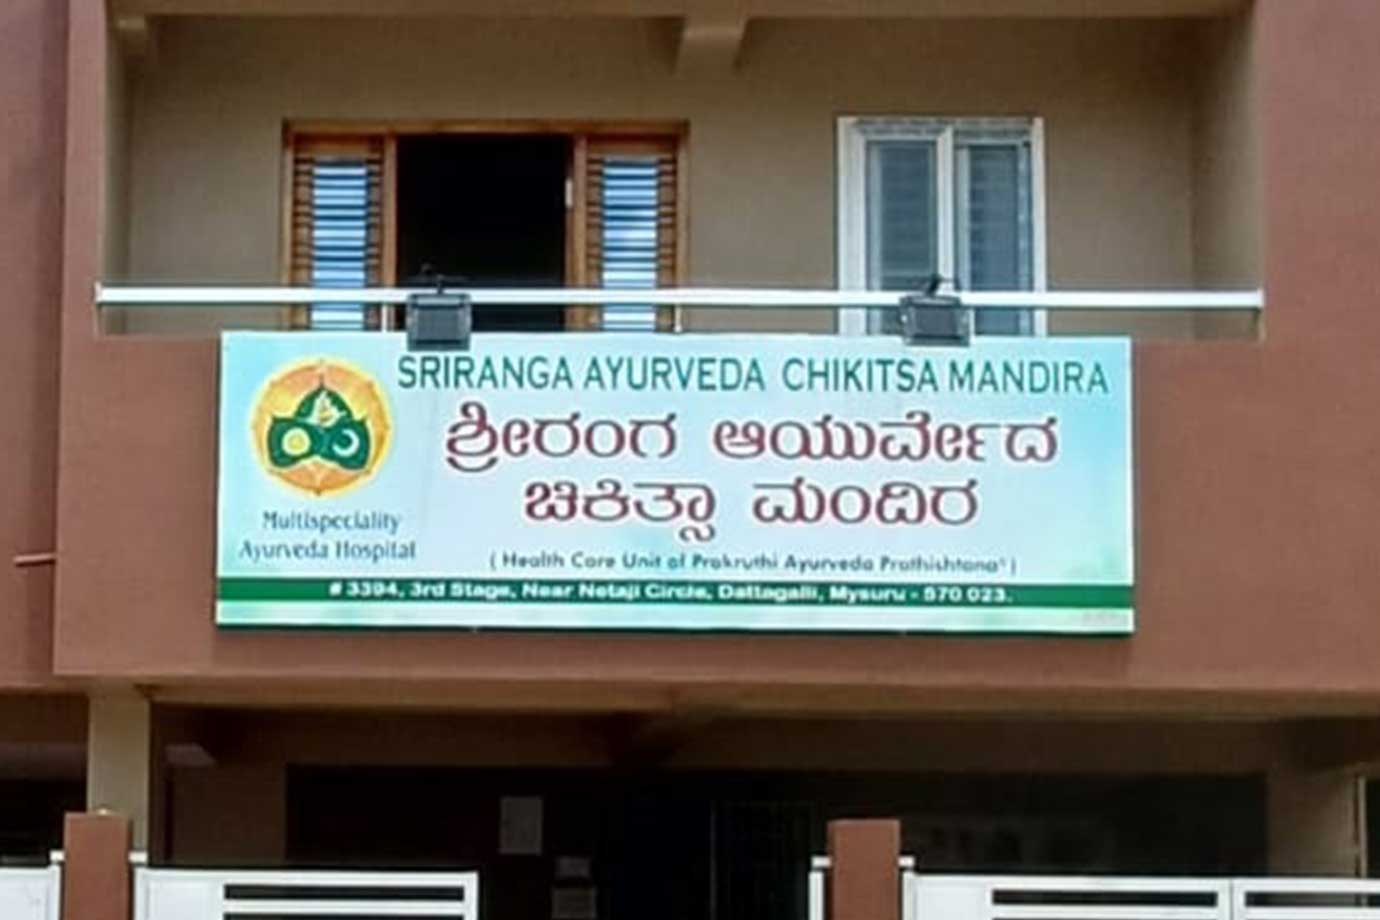 SRIRANGA AYURVEDA CHIKITSA MANDIRA
ಶ್ರೀರಂಗ ಆಯುರ್ವೇದ
ಚಿಕಿತ್ಸಾ ಮಂದಿರ
Multispeciality
Ayurveda Hospital
( Health Care Unit of Prakruthi Ayurveda Prathishtana® )
# 3394, 3rd Stage, Near Netaji Circle, Dattagalli, Mysuru - 570 023.